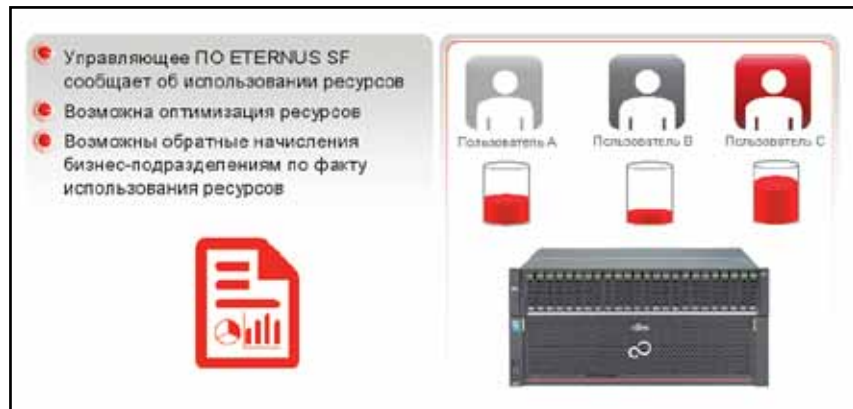 Управляющее ПО ETERNUS SF
сообщает об использовании ресурсов
Возможна оптимизация ресурсов
Возможны обратные начисления
бизнес-подразделениям по факту
использования ресурсов
Пользователь A
Пользователь B
Пользователь C